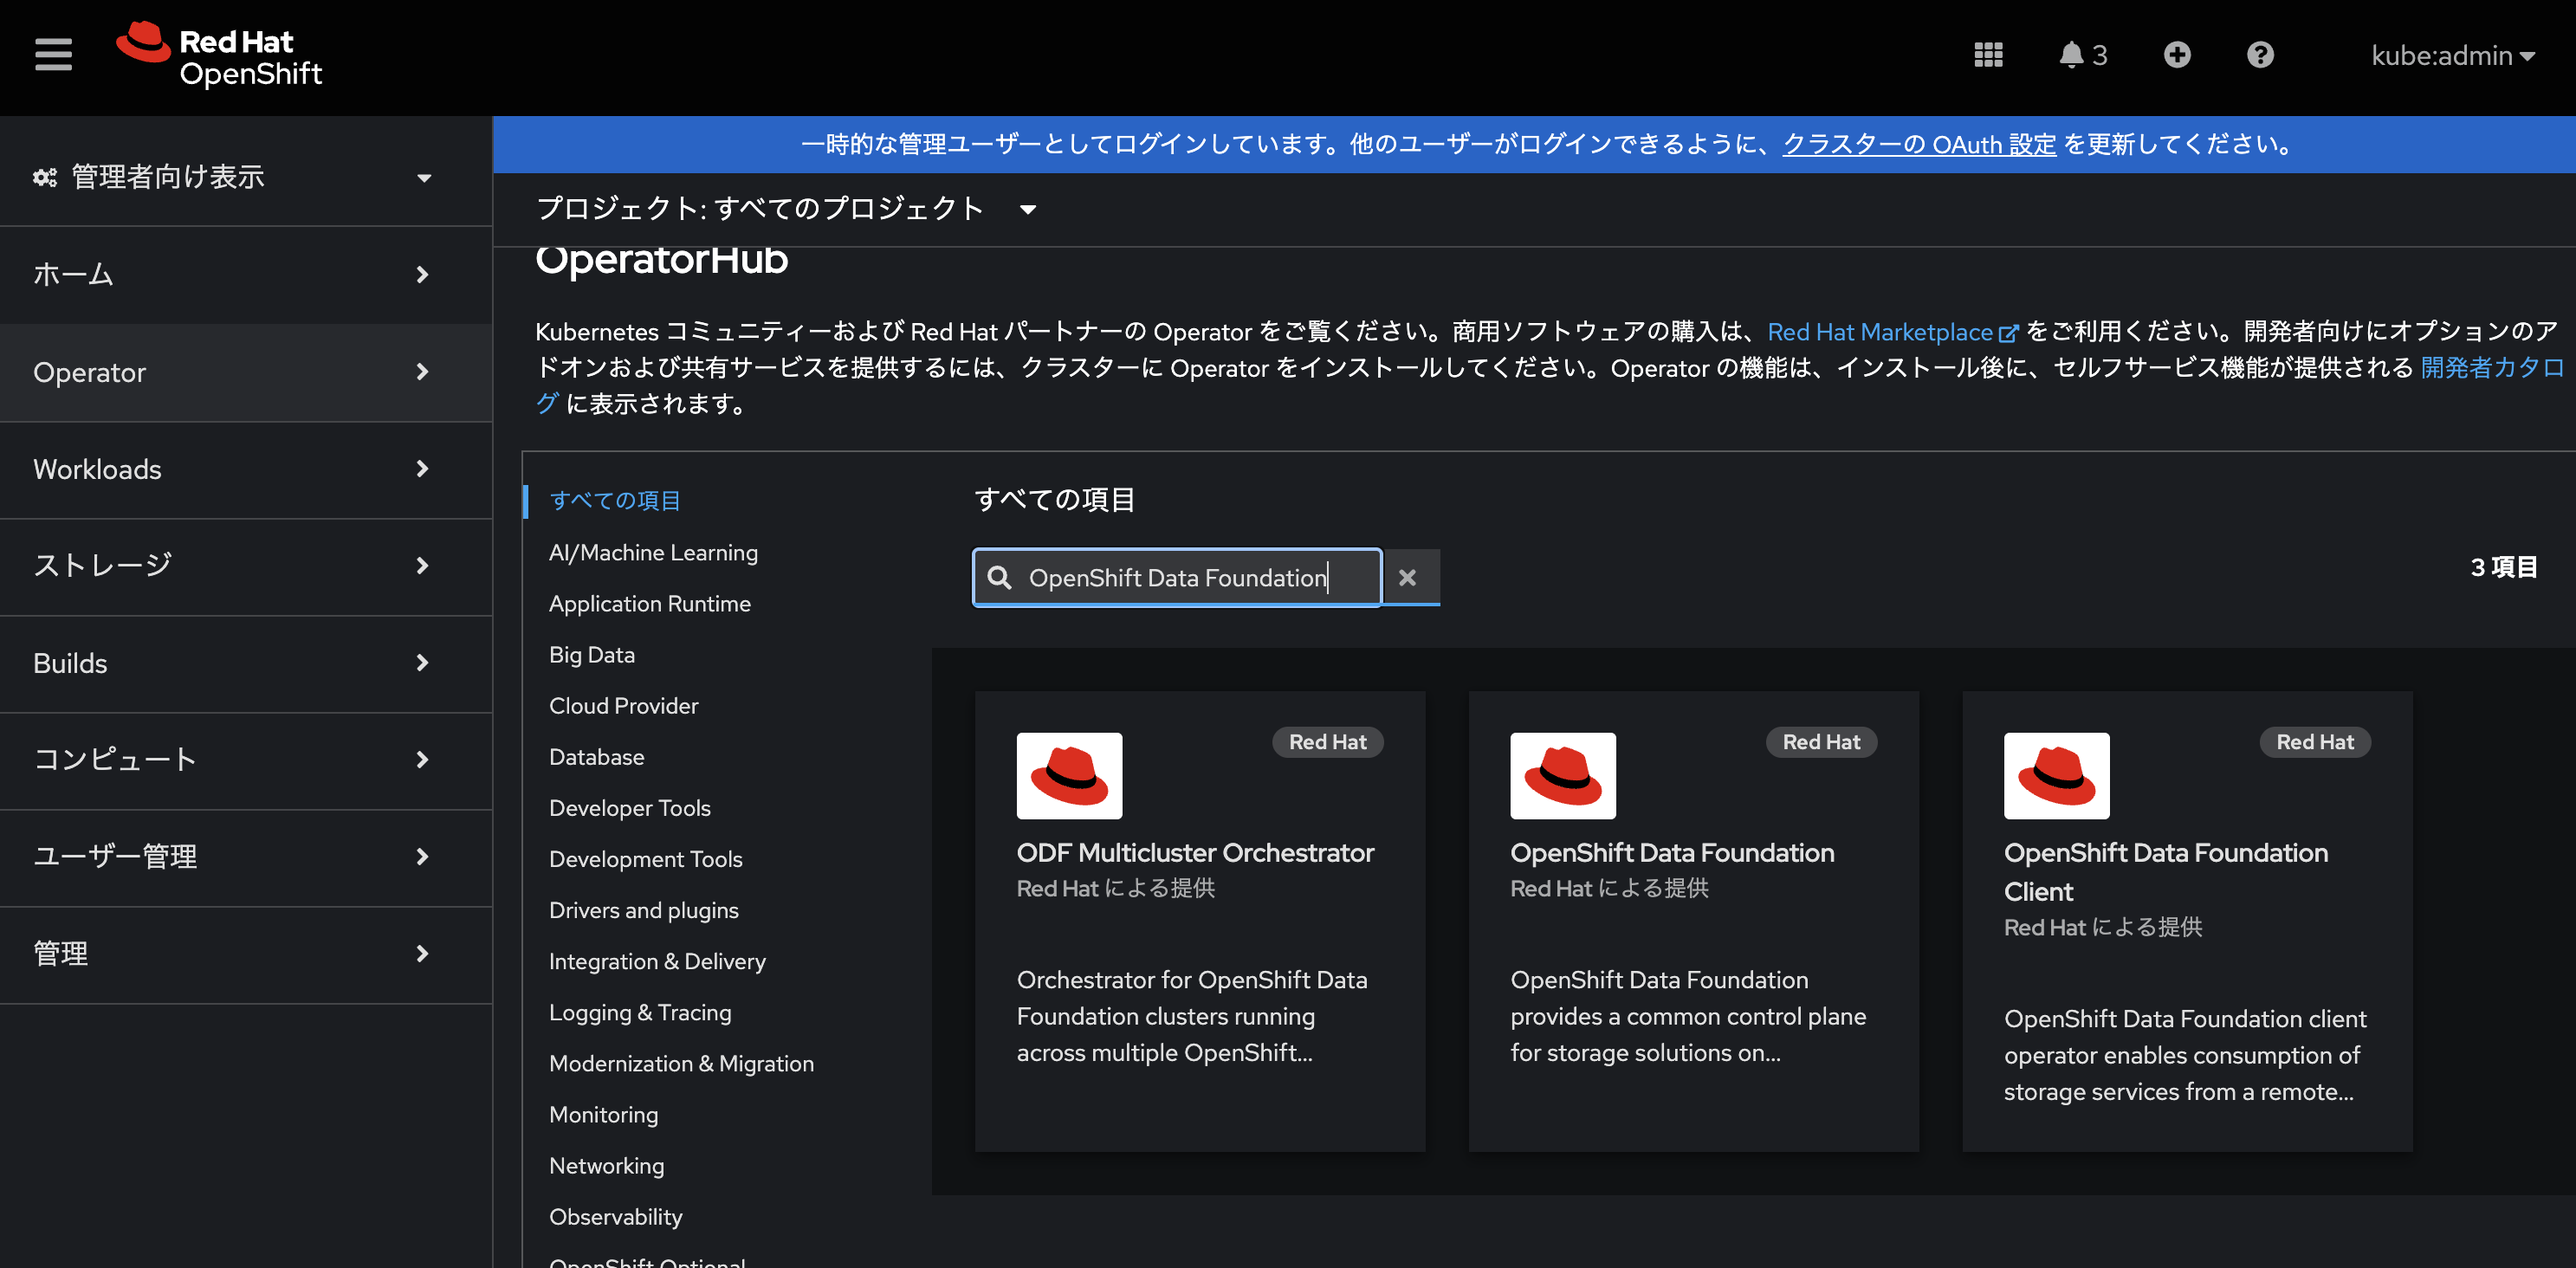 Red Hat
OpenShift
3
kube:admin
一時的な管理ユーザーとしてログインしています。他のユーザーがログインできるように、クラスターの OAuth 設定 を更新してください。
管理者向け表示
ホーム
Operator
Workloads
ストレージ
Builds
コンピュート
ユーザー管理
管理
プロジェクト: すべてのプロジェクト
OperatorHub
Kubernetes コミュニティーおよび Red Hat パートナーの Operator をご覧ください。商用ソフトウェアの購入は、Red Hat Marketplace をご利用ください。開発者向けにオプションのア
ドオンおよび共有サービスを提供するには、クラスターに Operator をインストールしてください。Operator の機能は、インストール後に、セルフサービス機能が提供される 開発者カタロ
グ に表示されます。
すべての項目
AI/Machine Learning
Application Runtime
Big Data
Cloud Provider
Database
Developer Tools
Development Tools
Drivers and plugins
Integration & Delivery
Logging & Tracing
Modernization & Migration
Monitoring
Networking
Observability
OpenShift Optional
すべての項目
OpenShift Data Foundation
3 項目
Red Hat
ODF Multicluster Orchestrator
Red Hat による提供
Orchestrator for OpenShift Data
Foundation clusters running
across multiple OpenShift...
Red Hat
OpenShift Data Foundation
Red Hat による提供
OpenShift Data Foundation
provides a common control plane
for storage solutions on...
Red Hat
OpenShift Data Foundation
Client
Red Hat による提供
OpenShift Data Foundation client
operator enables consumption of
storage services from a remote...